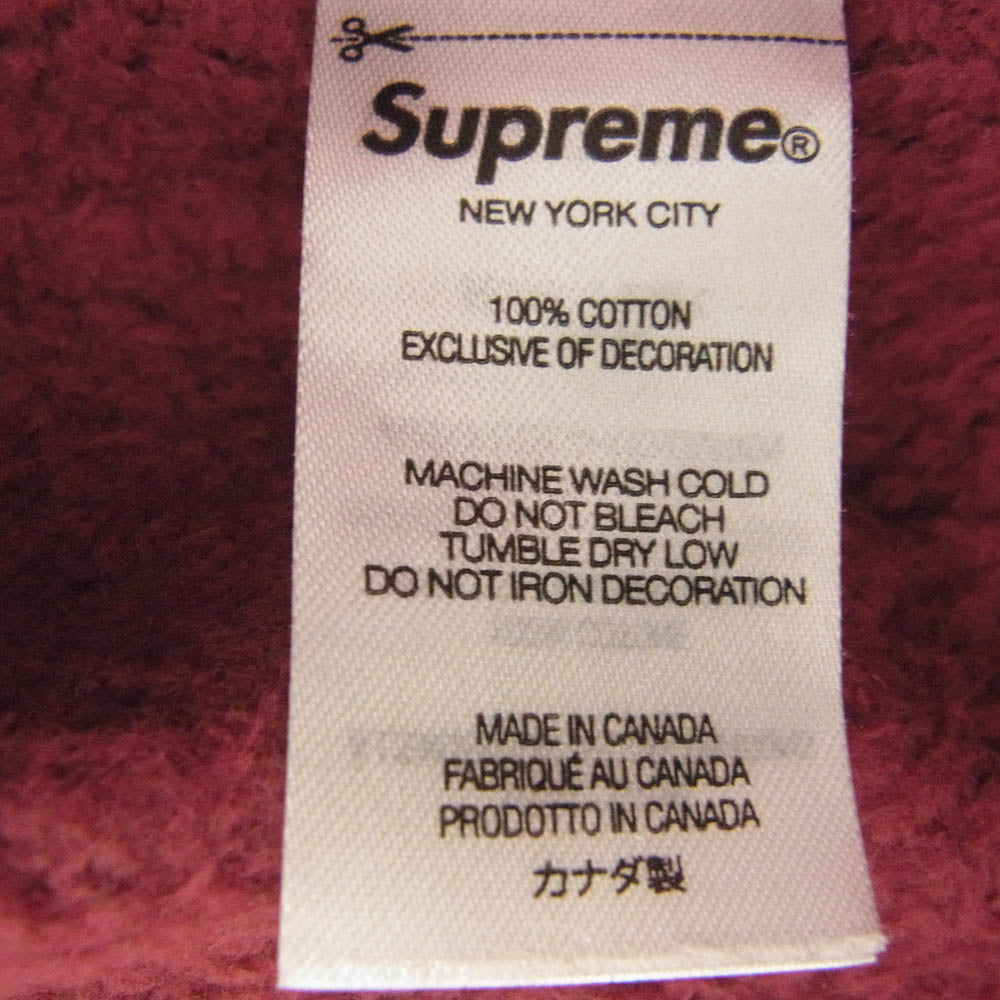 Supreme®
NEW YORK CITY
100% COTTON
EXCLUSIVE OF DECORATION
MACHINE WASH COLD
DO NOT BLEACH
TUMBLE DRY LOW
DO NOT IRON DECORATION
MADE IN CANADA
FABRIQUÉ AU CANADA
PRODOTTO IN CANADA
カナダ製